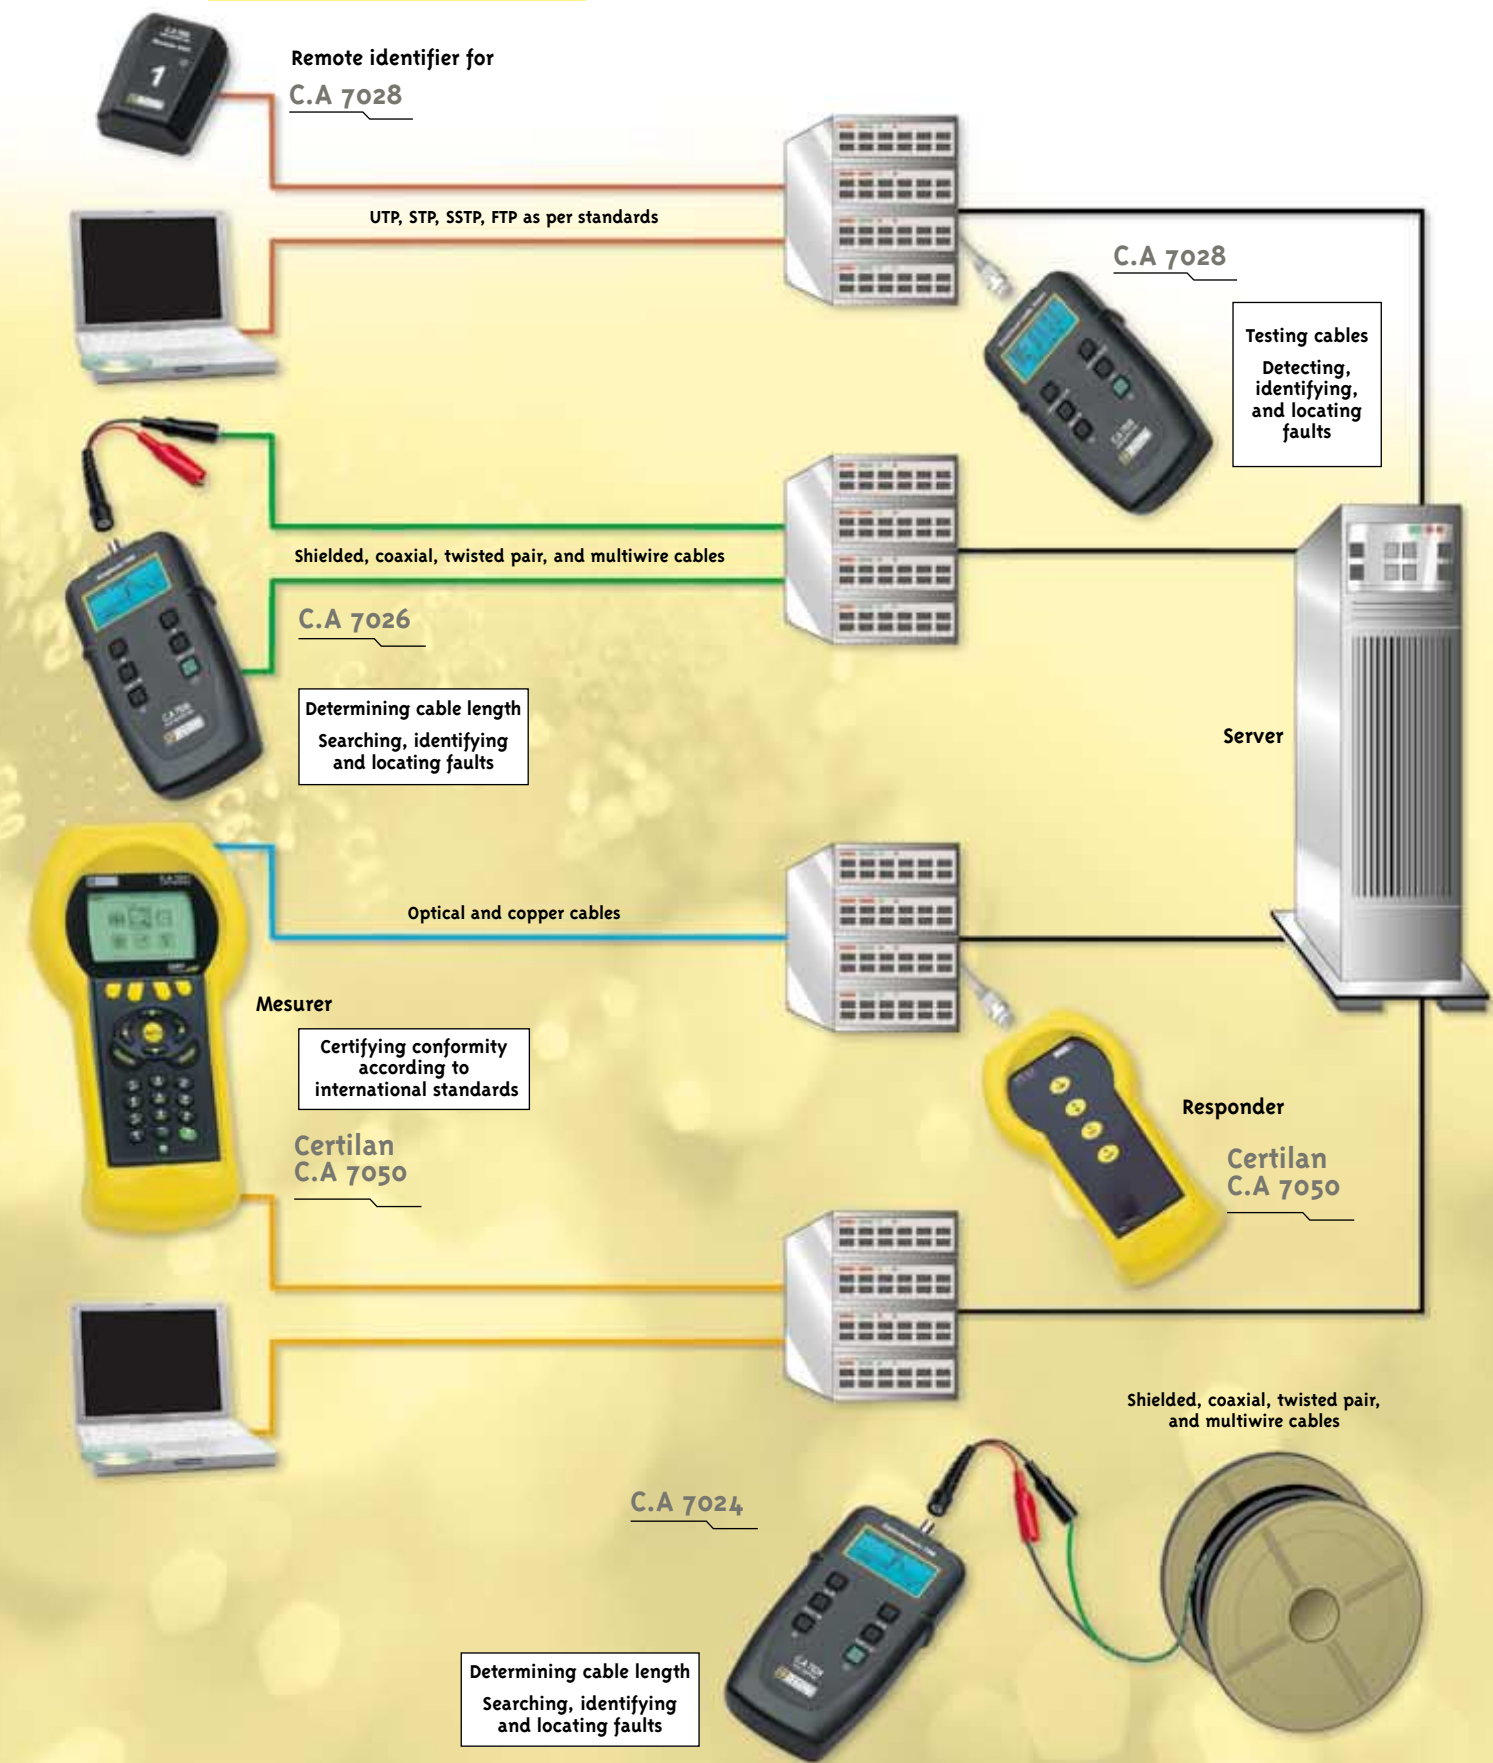 Remote identifier for
C.A 7028
1
UTP, STP, SSTP, FTP as per standards
C.A 7028
Testing cables
Detecting,
identifying,
and locating
faults
Shielded, coaxial, twisted pair, and multiwire cables
C.A 7026
Determining cable length
Searching, identifying
and locating faults
Server
Optical and copper cables
Mesurer
Certifying conformity
according to
international standards
Certilan
C.A 7050
Responder
Certilan
C.A 7050
Shielded, coaxial, twisted pair,
and multiwire cables
C.A 7024
Determining cable length
Searching, identifying
and locating faults